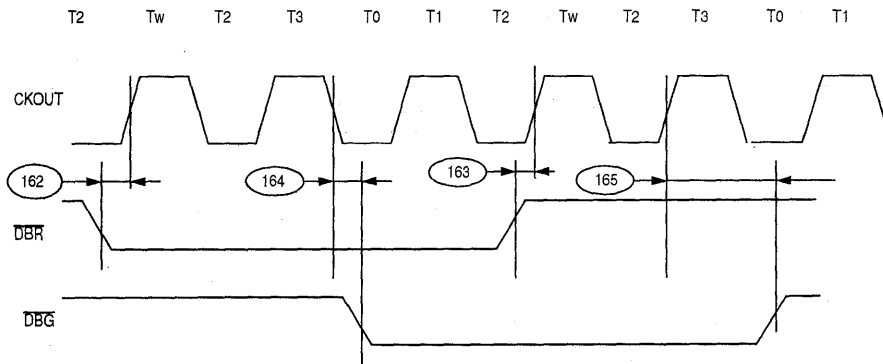 T2 Tw T2 T3 T0 T1 T2 Tw T2 T3 T0 T1
CKOUT
162 164 163 165
DBR
DBG